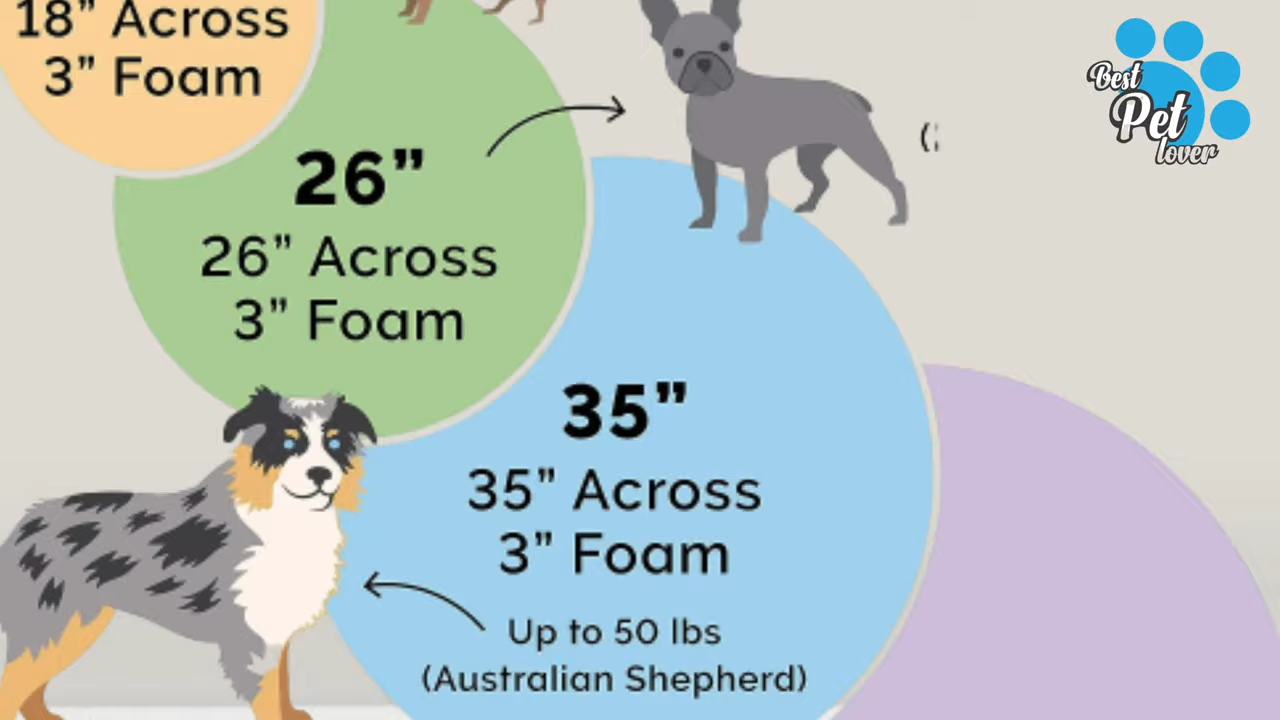 18” Across
3” Foam
26”
26” Across
3” Foam
35”
35” Across
3” Foam
Up to 50 lbs
(Australian Shepherd)
Best
Pet
lover